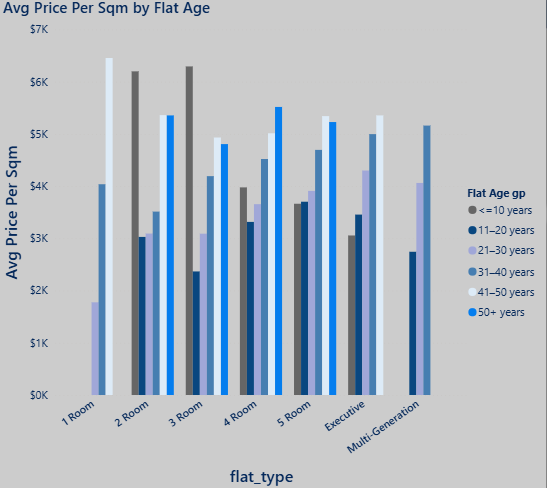 Avg Price Per Sqm by Flat Age
$7K
$6K
$5K
$4K
$3K
$2K
$1K
$0K
Avg Price Per Sqm
1 Room
2 Room
3 Room
4 Room
5 Room
Executive
Multi-Generation
flat_type
Flat Age gp
<=10 years
11–20 years
21–30 years
31–40 years
41–50 years
50+ years